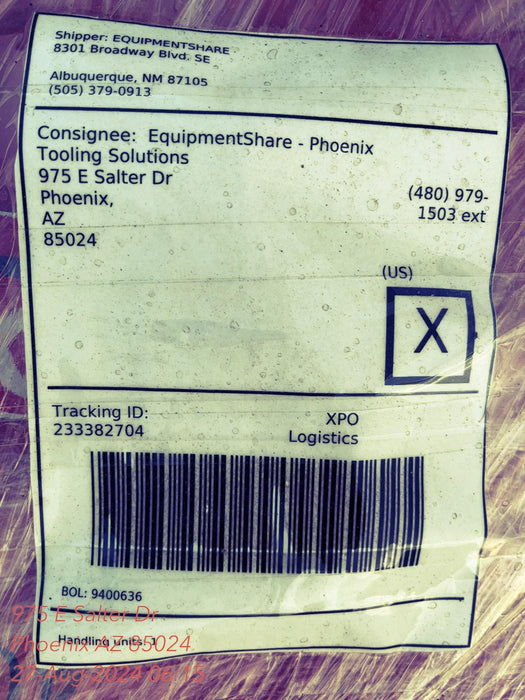 Shipper: EQUIPMENTSHARE
8301 Broadway Blvd. SE
Albuquerque, NM 87105
(505) 379-0913
Consignee: EquipmentShare - Phoenix
Tooling Solutions
975 E Salter Dr
Phoenix,
AZ
85024
(480) 979-
1503 ext
(US)
X
Tracking ID:
233382704
XPO
Logistics
BOL: 9400636
Handling units: 1
975 E Salter Dr
Phoenix AZ 85024
27-Aug-2024 06:15